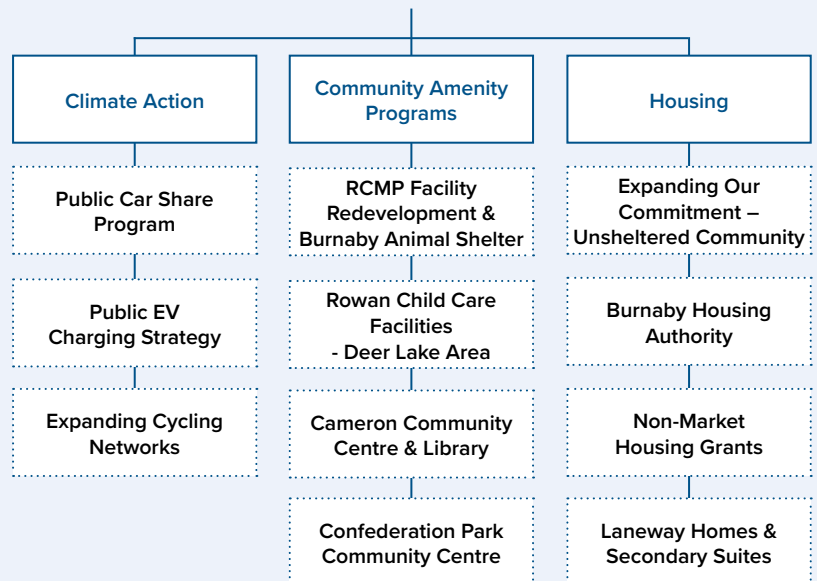 Climate Action
Community Amenity
Programs
Housing
Public Car Share
Program
RCMP Facility
Redevelopment &
Burnaby Animal Shelter
Expanding Our
Commitment –
Unsheltered Community
Public EV
Charging Strategy
Rowan Child Care
Facilities
- Deer Lake Area
Burnaby Housing
Authority
Expanding Cycling
Networks
Cameron Community
Centre & Library
Non-Market
Housing Grants
Confederation Park
Community Centre
Laneway Homes &
Secondary Suites